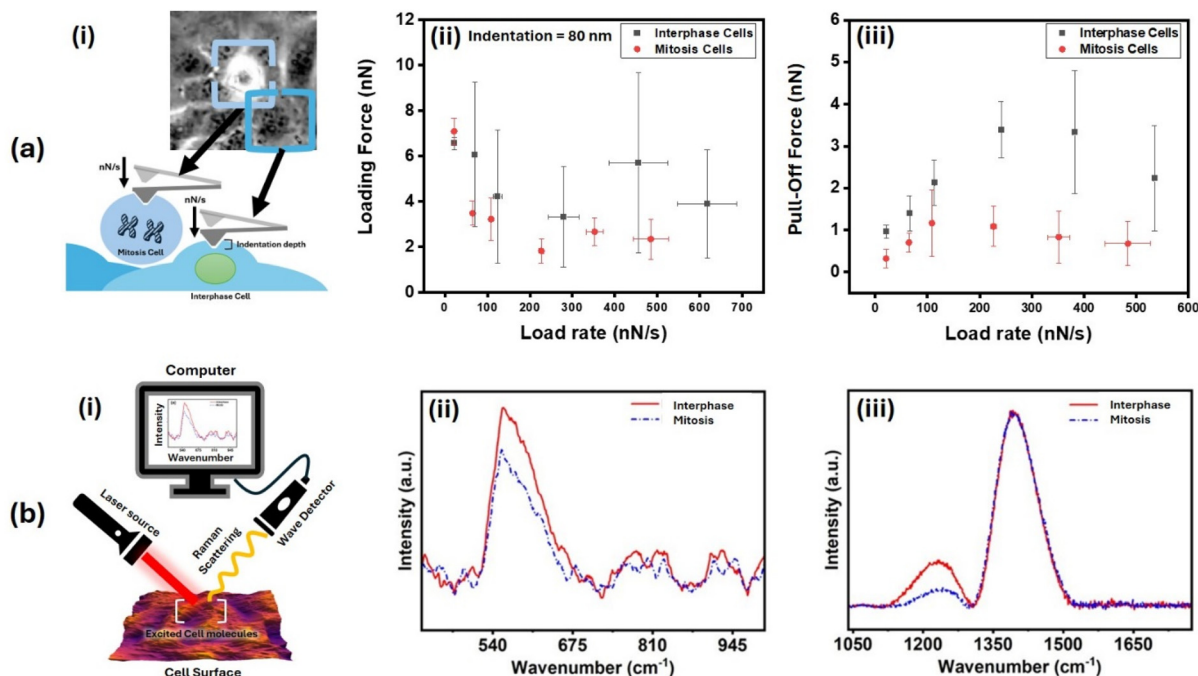 (a)
(i)
nN/s
nN/s
Indentation depth
Mitosis Cell
Interphase Cell
(ii) Indentation = 80 nm
Interphase Cells
Mitosis Cells
12
10
8
6
4
2
0
Loading Force (nN)
0 100 200 300 400 500 600 700
Load rate (nN/s)
(iii)
Interphase Cells
Mitosis Cells
6
5
4
3
2
1
0
Pull-Off Force (nN)
0 100 200 300 400 500 600
Load rate (nN/s)
(b)
(i)
Computer
Intensity
Wavenumber
Laser source
Raman
Scattering
Wave Detector
Excited Cell molecules
Cell Surface
(ii)
Interphase
Mitosis
Intensity (a.u.)
540 675 810 945
Wavenumber (cm⁻¹)
(iii)
Interphase
Mitosis
Intensity (a.u.)
1050 1200 1350 1500 1650
Wavenumber (cm⁻¹)